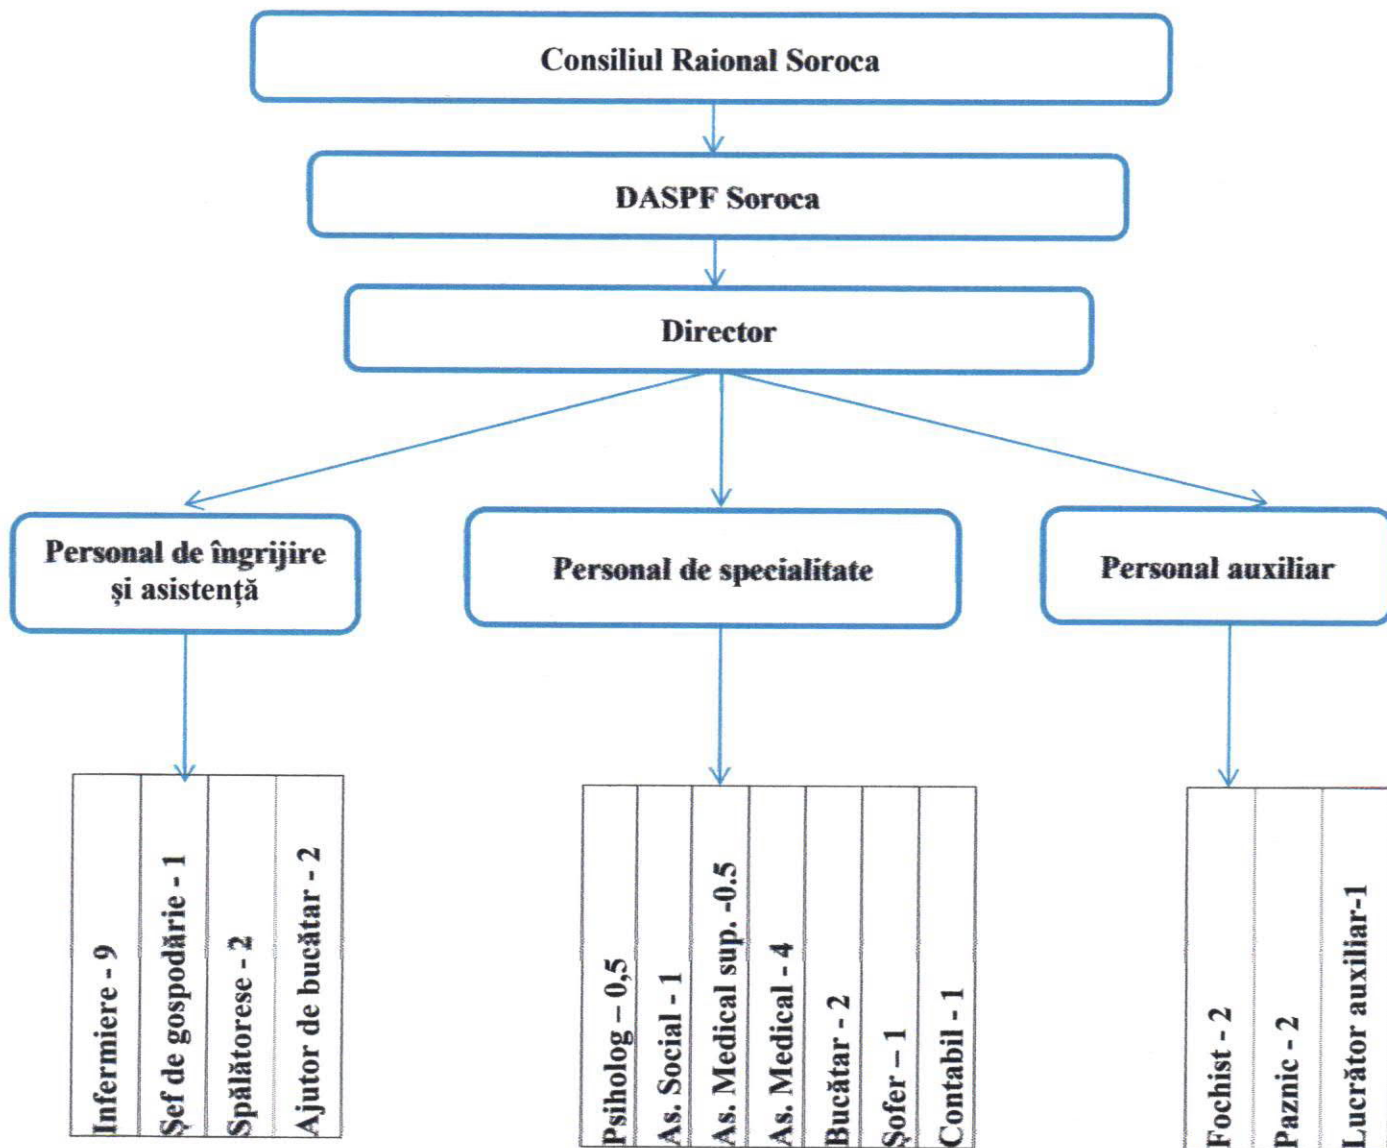 Consiliul Raional Soroca
DASPF Soroca
Director
Personal de îngrijire
și asistență
Personal de specialitate
Personal auxiliar
Infermiere - 9
Șef de gospodărie - 1
Spălătorese - 2
Ajutor de bucătar - 2
Psiholog – 0,5
As. Social - 1
As. Medical sup. -0.5
As. Medical - 4
Bucătar - 2
Șofer – 1
Contabil - 1
Fochist - 2
Paznic - 2
Lucrător auxiliar-1